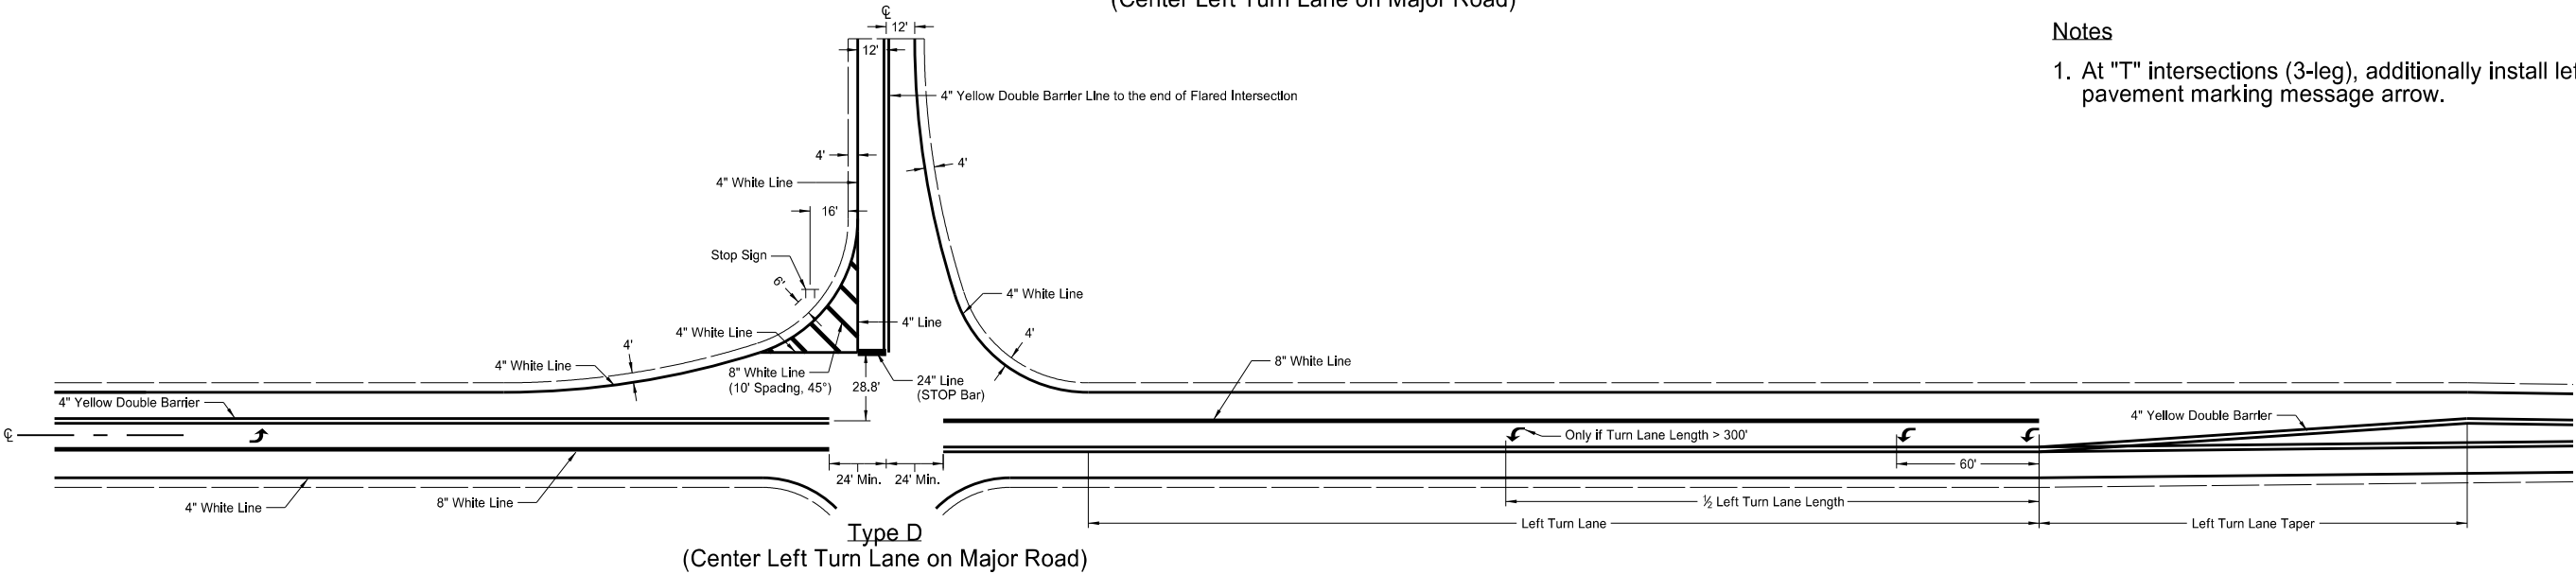 (Center Left Turn Lane on Major Road)
℄
12'
12'
Notes
1. At "T" intersections (3-leg), additionally install
pavement marking message arrow.
4" Yellow Double Barrier Line to the end of Flared Intersection
4'
4'
4" White Line
16'
Stop Sign
6'
4" White Line
4" White Line
4" Line
4'
4'
4" White Line
8" White Line
(10' Spacing, 45°)
28.8'
24" Line
(STOP Bar)
8" White Line
4" Yellow Double Barrier
4" Yellow Double Barrier
℄
Only if Turn Lane Length > 300'
60'
24' Min.
24' Min.
4" White Line
8" White Line
½ Left Turn Lane Length
Left Turn Lane
Left Turn Lane Taper
Type D
(Center Left Turn Lane on Major Road)